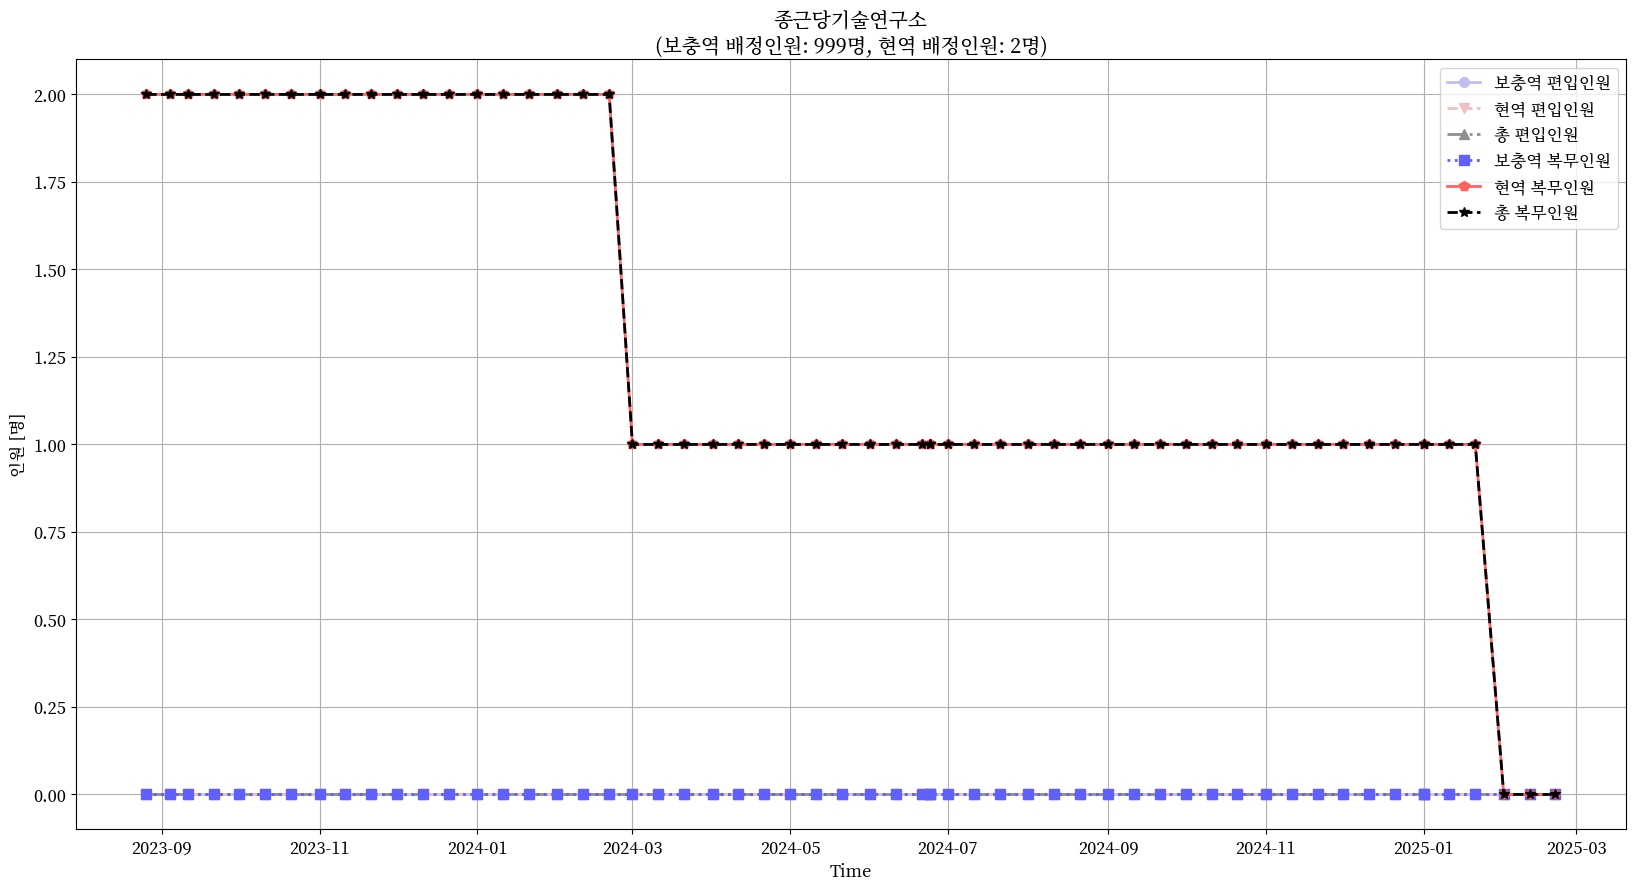 종근당기술연구소
(보충역 배정인원: 999명, 현역 배정인원: 2명)
보충역 편입인원
현역 편입인원
총 편입인원
보충역 복무인원
현역 복무인원
총 복무인원
인원 [명]
2.00
1.75
1.50
1.25
1.00
0.75
0.50
0.25
0.00
2023-09
2023-11
2024-01
2024-03
2024-05
2024-07
2024-09
2024-11
2025-01
2025-03
Time